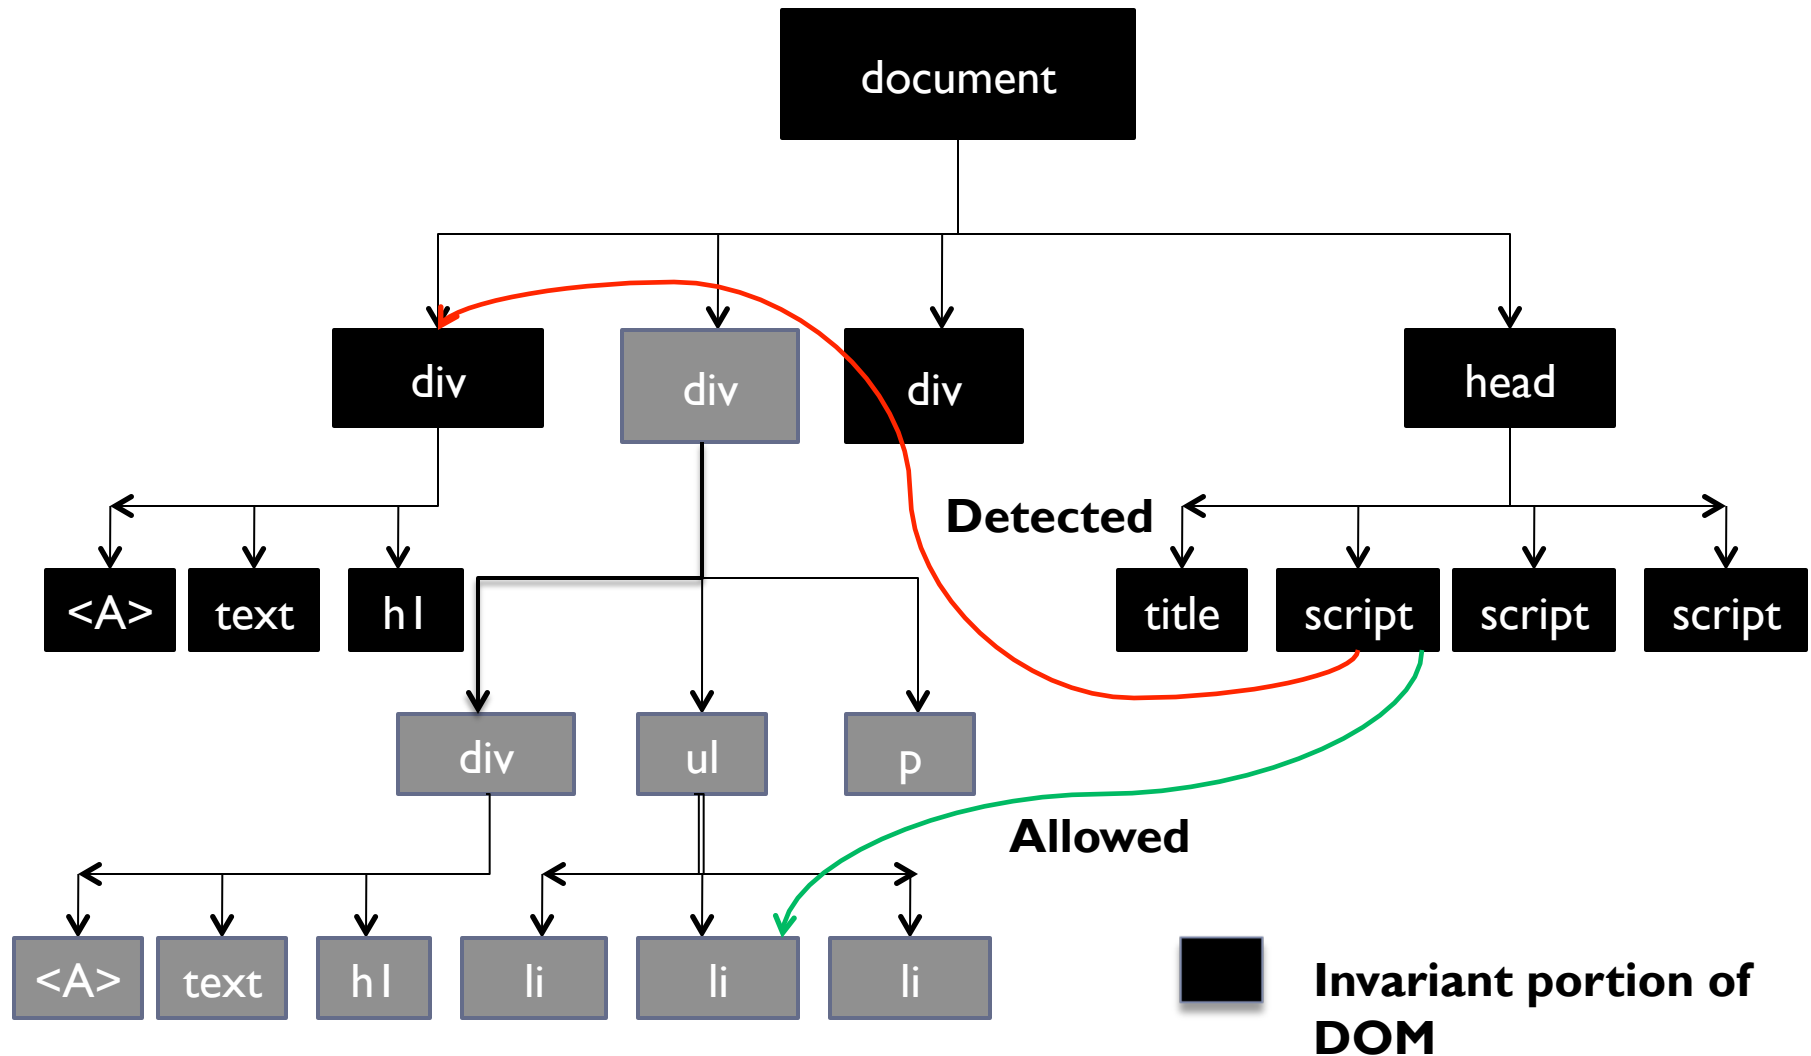 document
div
div
div
head
Detected
<A>
text
h1
title
script
script
script
div
ul
p
Allowed
<A>
text
h1
li
li
li
Invariant portion of
DOM